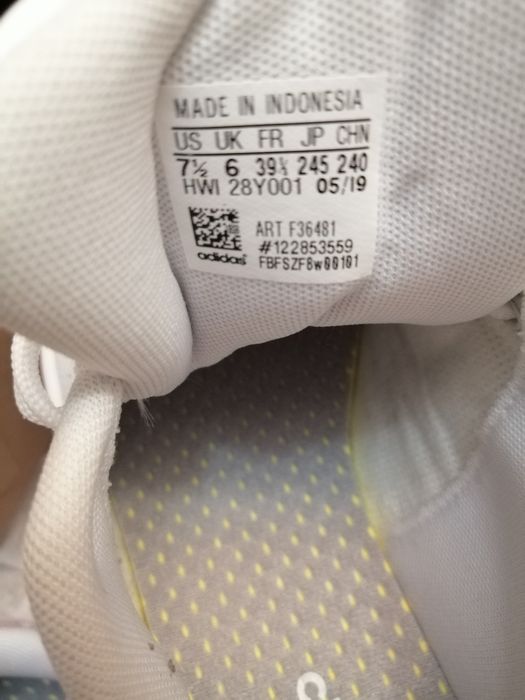 MADE IN INDONESIA
US UK FR JP CHN
7½ 6 39⅓ 245 240
HWI 28Y001 05/19
ART F36481
#122853559
adidas FBFSZF8w00101